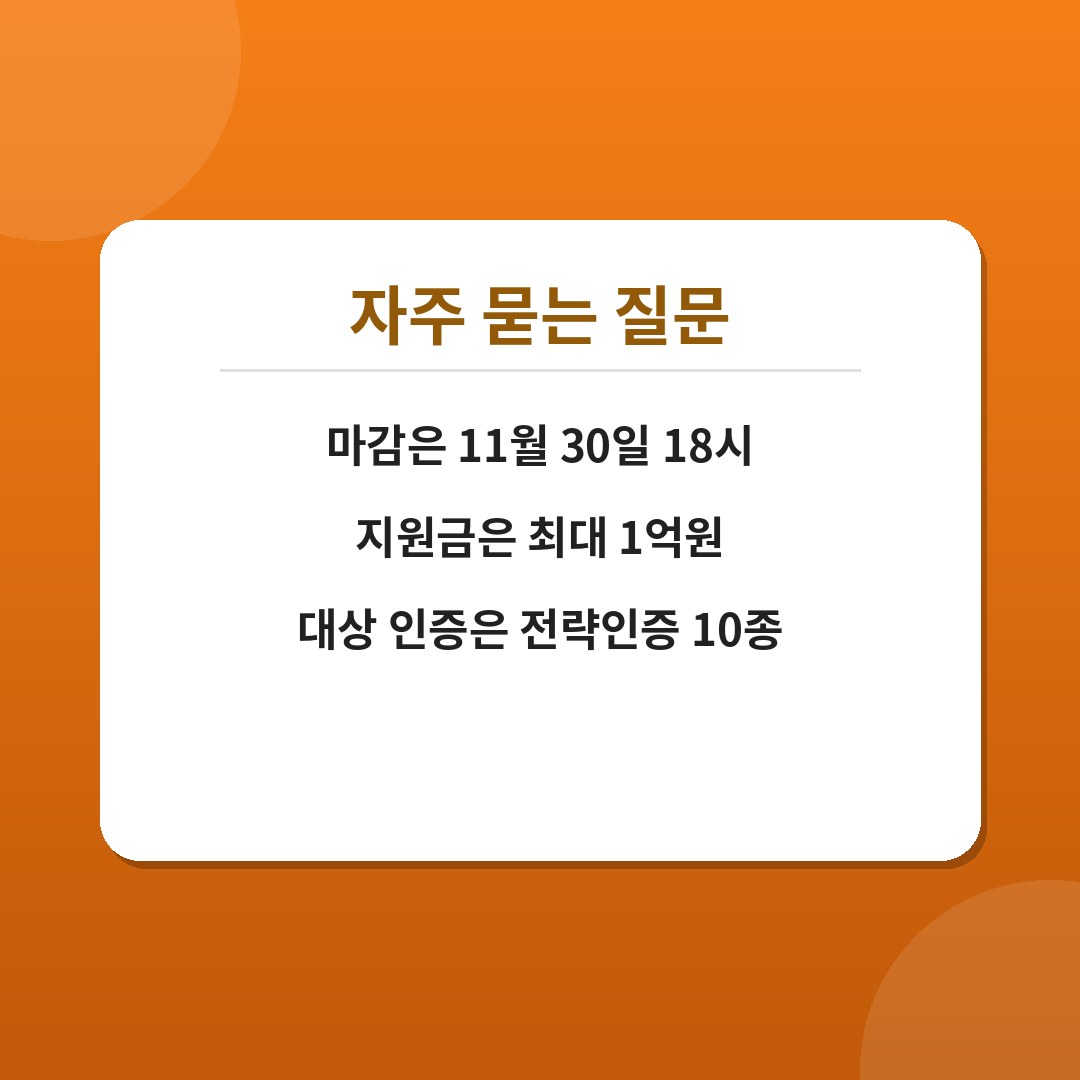 자주 묻는 질문
마감은 11월 30일 18시
지원금은 최대 1억원
대상 인증은 전략인증 10종